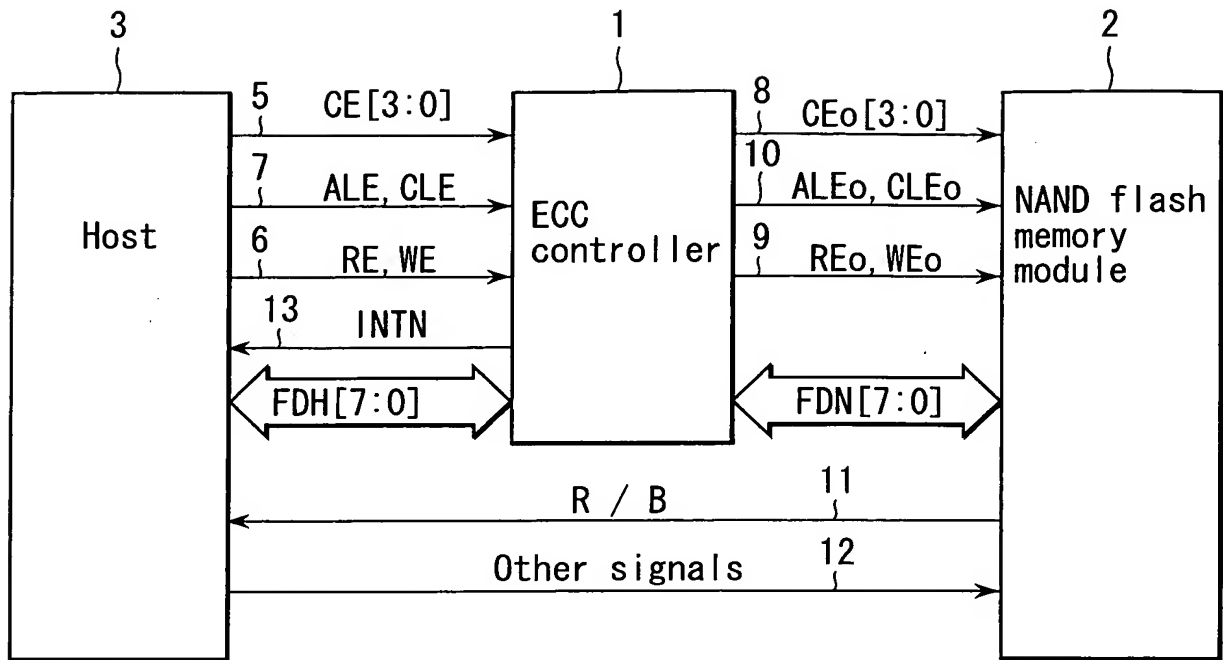 3
1
2
5
CE[3:0]
8
CEo[3:0]
7
ALE, CLE
10
ALEo, CLEo
Host
ECC
controller
NAND flash
memory
module
6
RE, WE
9
REo, WEo
13
INTN
FDH[7:0]
FDN[7:0]
R / B
11
Other signals
12